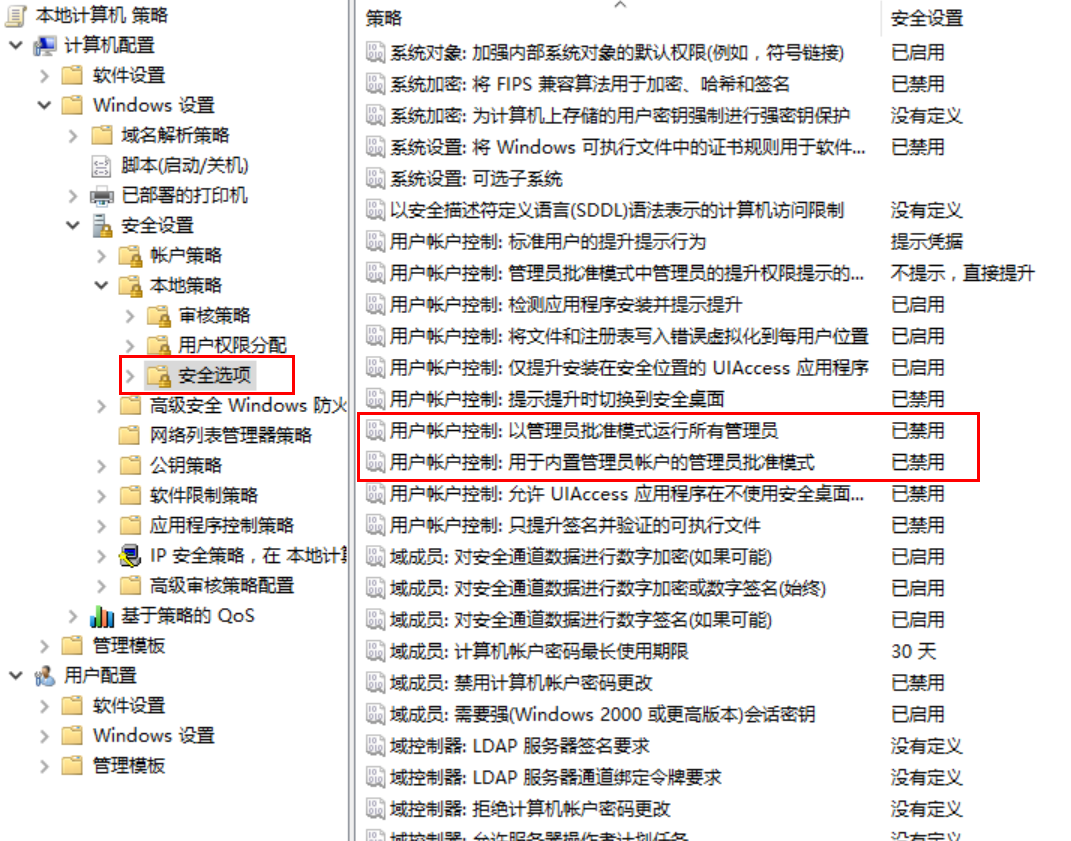 本地计算机 策略
计算机配置
软件设置
Windows 设置
域名解析策略
脚本(启动/关机)
已部署的打印机
安全设置
帐户策略
本地策略
审核策略
用户权限分配
安全选项
高级安全 Windows 防火
网络列表管理器策略
公钥策略
软件限制策略
应用程序控制策略
IP 安全策略，在 本地计
高级审核策略配置
基于策略的 QoS
管理模板
用户配置
软件设置
Windows 设置
管理模板
策略 安全设置
系统对象: 加强内部系统对象的默认权限(例如，符号链接) 已启用
系统加密: 将 FIPS 兼容算法用于加密、哈希和签名 已禁用
系统加密: 为计算机上存储的用户密钥强制进行强密钥保护 没有定义
系统设置: 将 Windows 可执行文件中的证书规则用于软件... 已禁用
系统设置: 可选子系统
以安全描述符定义语言(SDDL)语法表示的计算机访问限制 没有定义
用户帐户控制: 标准用户的提升提示行为 提示凭据
用户帐户控制: 管理员批准模式中管理员的提升权限提示的... 不提示，直接提升
用户帐户控制: 检测应用程序安装并提示提升 已启用
用户帐户控制: 将文件和注册表写入错误虚拟化到每用户位置 已启用
用户帐户控制: 仅提升安装在安全位置的 UIAccess 应用程序 已启用
用户帐户控制: 提示提升时切换到安全桌面 已禁用
用户帐户控制: 以管理员批准模式运行所有管理员 已禁用
用户帐户控制: 用于内置管理员帐户的管理员批准模式 已禁用
用户帐户控制: 允许 UIAccess 应用程序在不使用安全桌面... 已禁用
用户帐户控制: 只提升签名并验证的可执行文件 已禁用
域成员: 对安全通道数据进行数字加密(如果可能) 已启用
域成员: 对安全通道数据进行数字加密或数字签名(始终) 已启用
域成员: 对安全通道数据进行数字签名(如果可能) 已启用
域成员: 计算机帐户密码最长使用期限 30 天
域成员: 禁用计算机帐户密码更改 已禁用
域成员: 需要强(Windows 2000 或更高版本)会话密钥 已启用
域控制器: LDAP 服务器签名要求 没有定义
域控制器: LDAP 服务器通道绑定令牌要求 没有定义
域控制器: 拒绝计算机帐户密码更改 没有定义
域控制器: 允许服务器操作者计划任务 没有定义